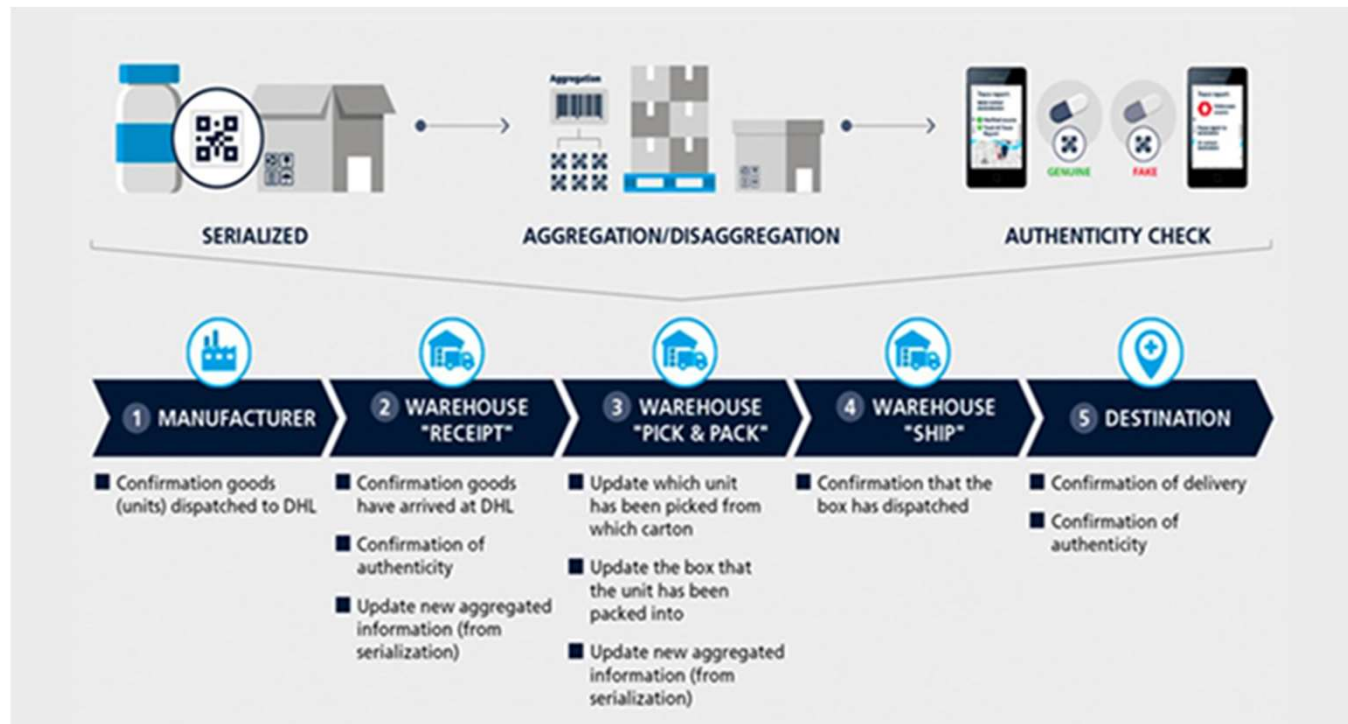 Aggregation
GENUINE
FAKE
SERIALIZED
AGGREGATION/DISAGGREGATION
AUTHENTICITY CHECK
1 MANUFACTURER
2 WAREHOUSE
"RECEIPT"
3 WAREHOUSE
"PICK & PACK"
4 WAREHOUSE
"SHIP"
5 DESTINATION
Confirmation goods
(units) dispatched to DHL
Confirmation goods
have arrived at DHL
Confirmation of
authenticity
Update new aggregated
information (from
serialization)
Update which unit
has been picked from
which carton
Update the box that
the unit has been
packed into
Update new aggregated
information (from
serialization)
Confirmation that the
box has dispatched
Confirmation of delivery
Confirmation of
authenticity